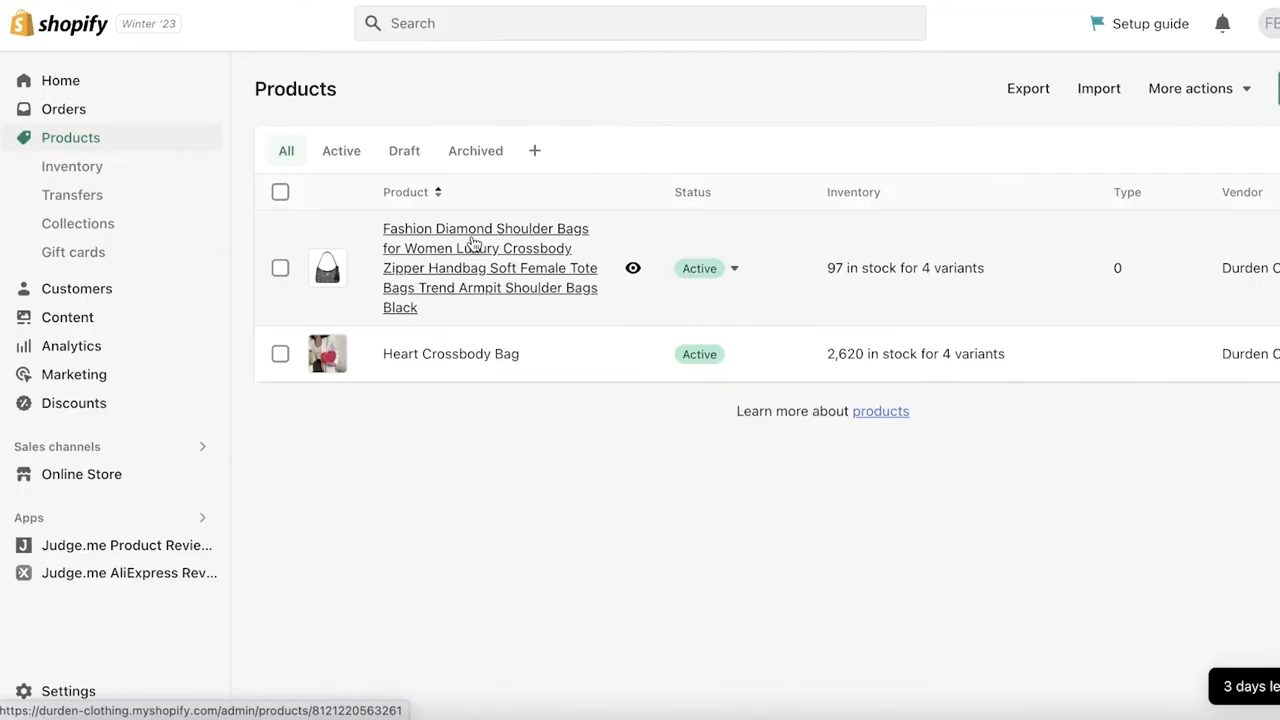 shopify Winter '23 Search Setup guide FE
Home
Orders
Products
Inventory
Transfers
Collections
Gift cards
Customers
Content
Analytics
Marketing
Discounts
Sales channels
Online Store
Apps
J Judge.me Product Revie...
X Judge.me AliExpress Rev...
Settings
Products Export Import More actions
All Active Draft Archived +
Product Status Inventory Type Vendor
Fashion Diamond Shoulder Bags
for Women Luxury Crossbody
Zipper Handbag Soft Female Tote
Bags Trend Armpit Shoulder Bags
Black
Active 97 in stock for 4 variants 0 Durden C
Heart Crossbody Bag Active 2,620 in stock for 4 variants Durden C
Learn more about products
3 days le
https://durden-clothing.myshopify.com/admin/products/8121220563261